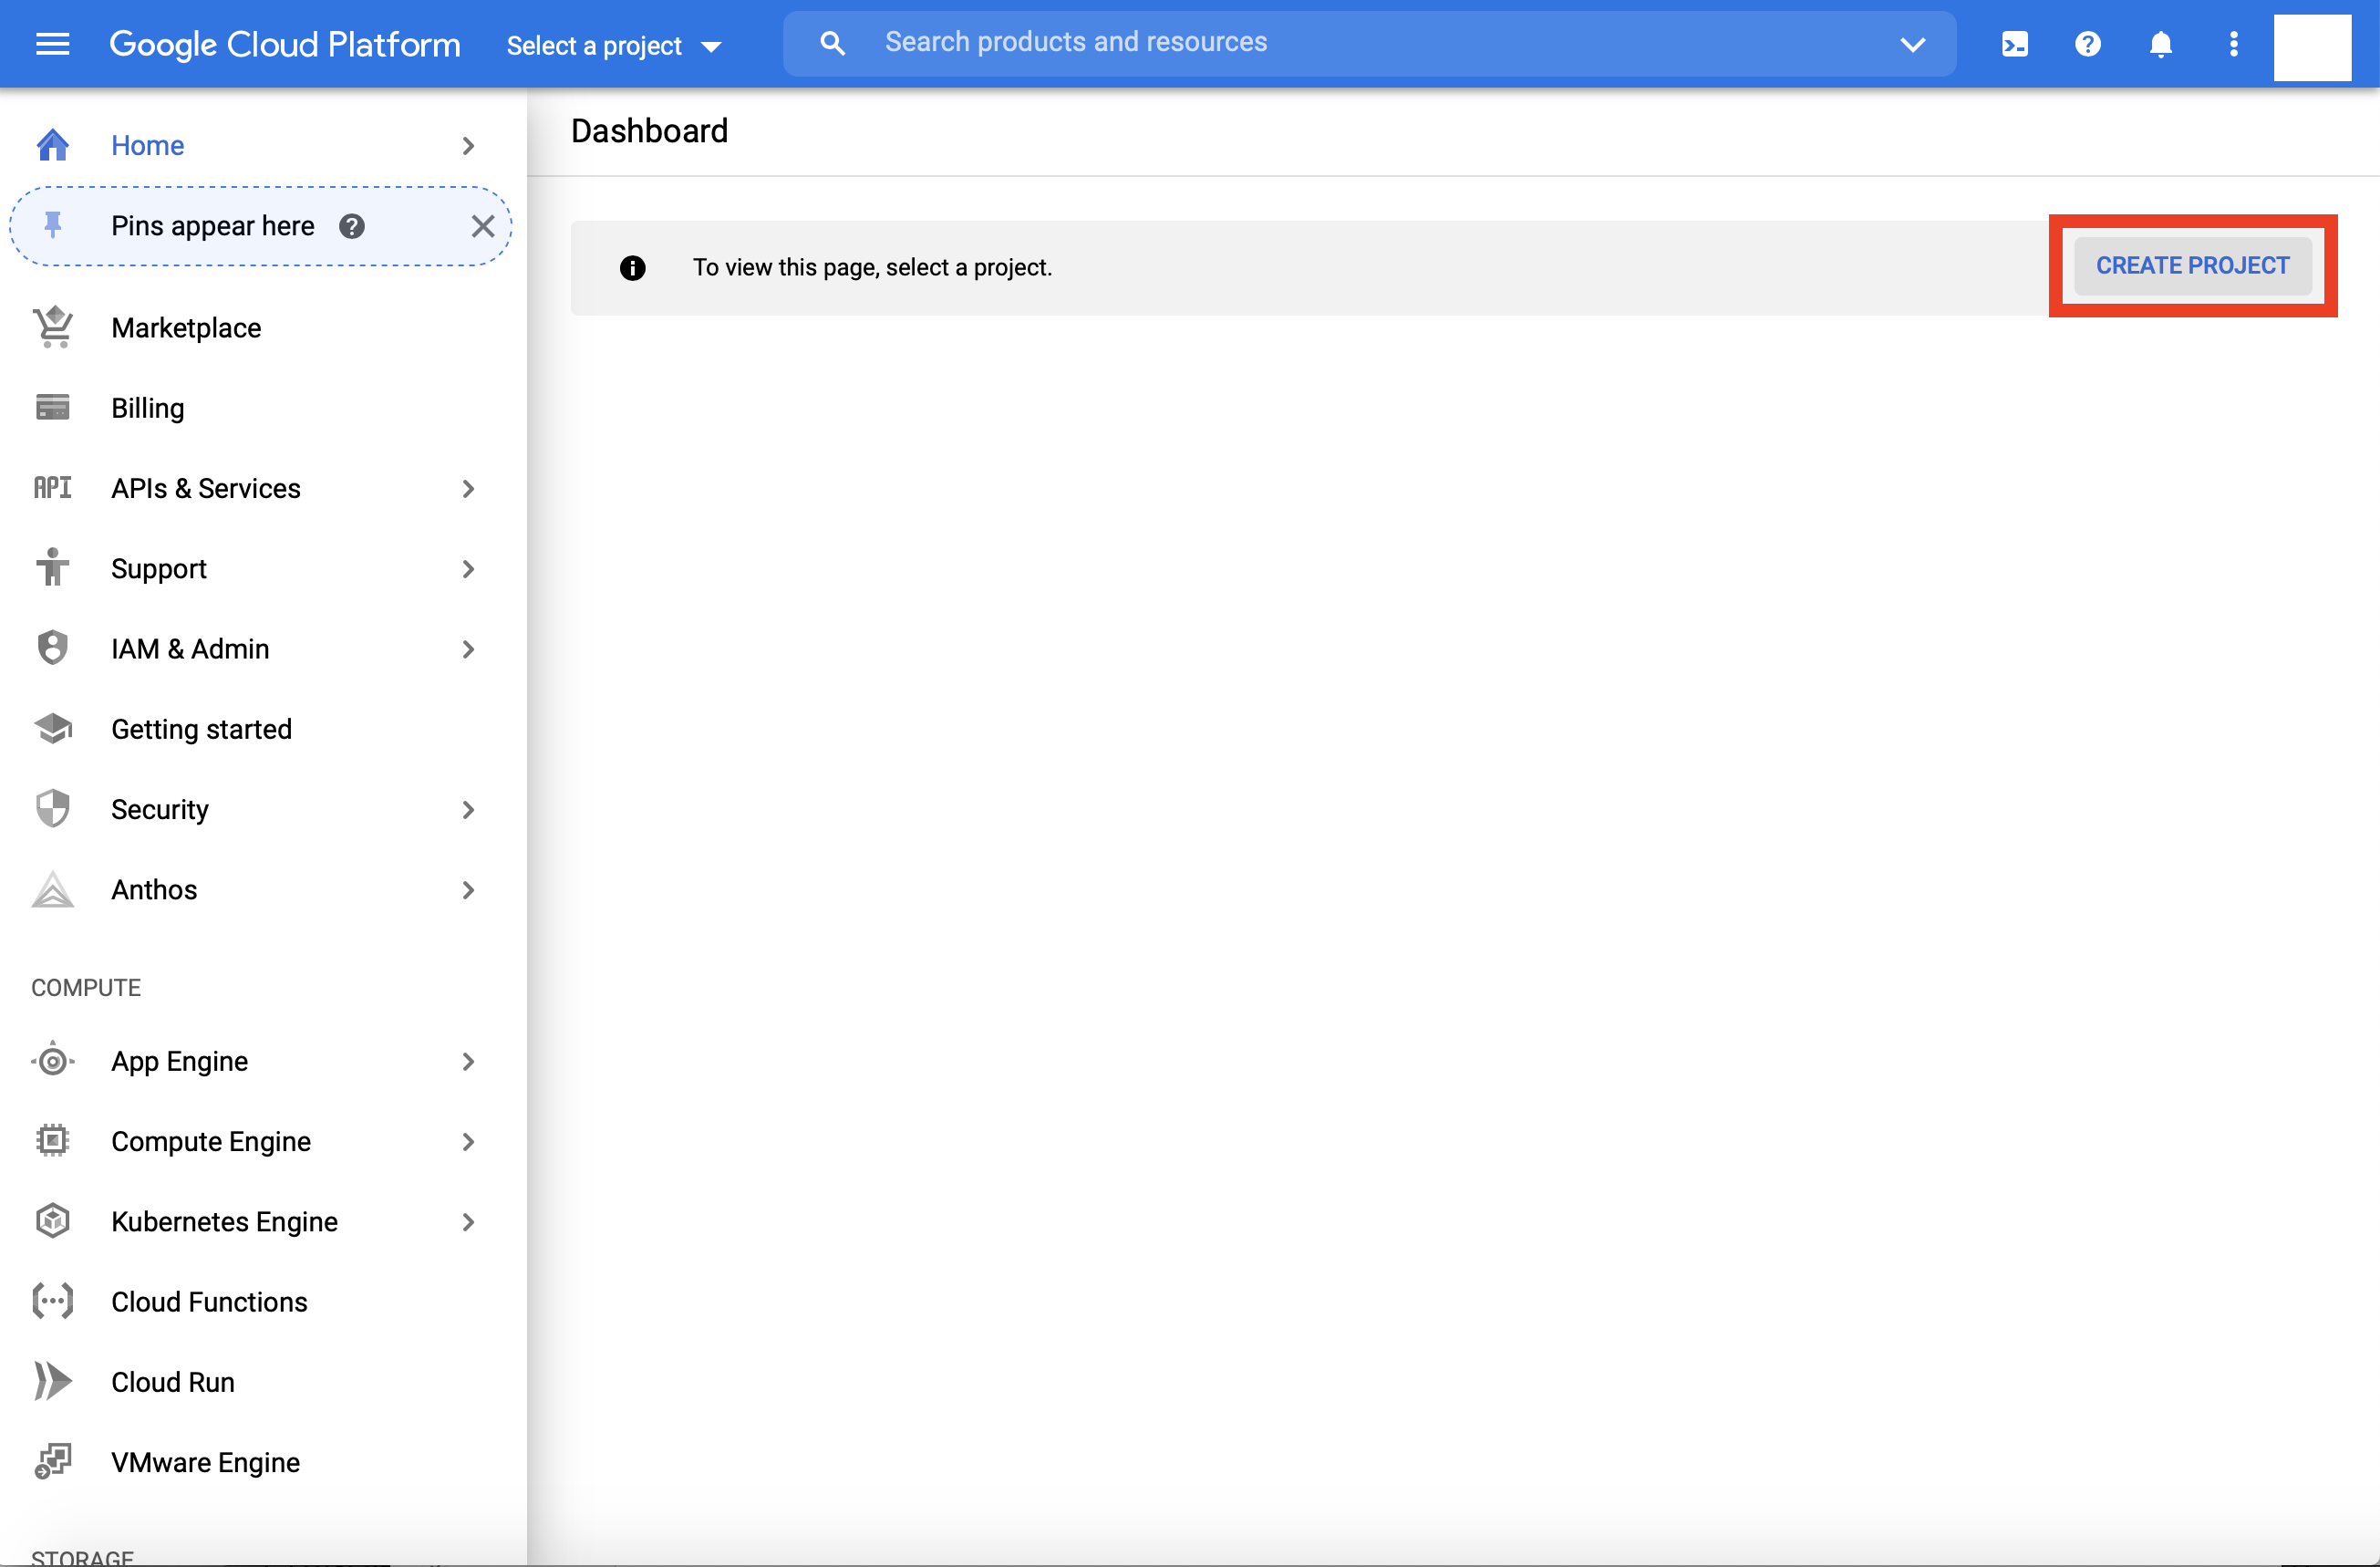 Google Cloud Platform
Select a project
Search products and resources
Home
Pins appear here
Marketplace
Billing
API
APIs & Services
Support
IAM & Admin
Getting started
Security
Anthos
COMPUTE
App Engine
Compute Engine
Kubernetes Engine
Cloud Functions
Cloud Run
VMware Engine
STORAGE
Dashboard
To view this page, select a project.
CREATE PROJECT